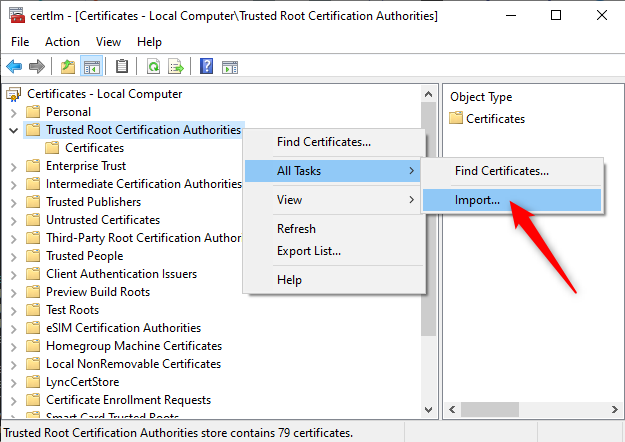 certlm - [Certificates - Local Computer\Trusted Root Certification Authorities]
File Action View Help
Certificates - Local Computer
Personal
Trusted Root Certification Authorities
Certificates
Enterprise Trust
Intermediate Certification Authorities
Trusted Publishers
Untrusted Certificates
Third-Party Root Certification Author
Trusted People
Client Authentication Issuers
Preview Build Roots
Test Roots
eSIM Certification Authorities
Homegroup Machine Certificates
Local NonRemovable Certificates
LyncCertStore
Certificate Enrollment Requests
Smart Card Trusted Roots
Find Certificates...
All Tasks
View
Refresh
Export List...
Help
Find Certificates...
Import...
Object Type
Certificates
Trusted Root Certification Authorities store contains 79 certificates.